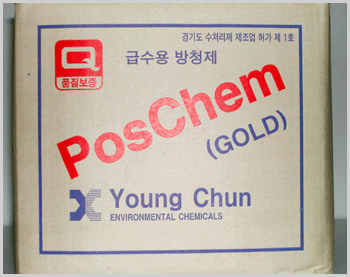 경기도 수처리제 제조업 허가 제 1호
Q
품질보증
급수용 방청제
PosChem
(GOLD)
Young Chun
ENVIRONMENTAL CHEMICALS